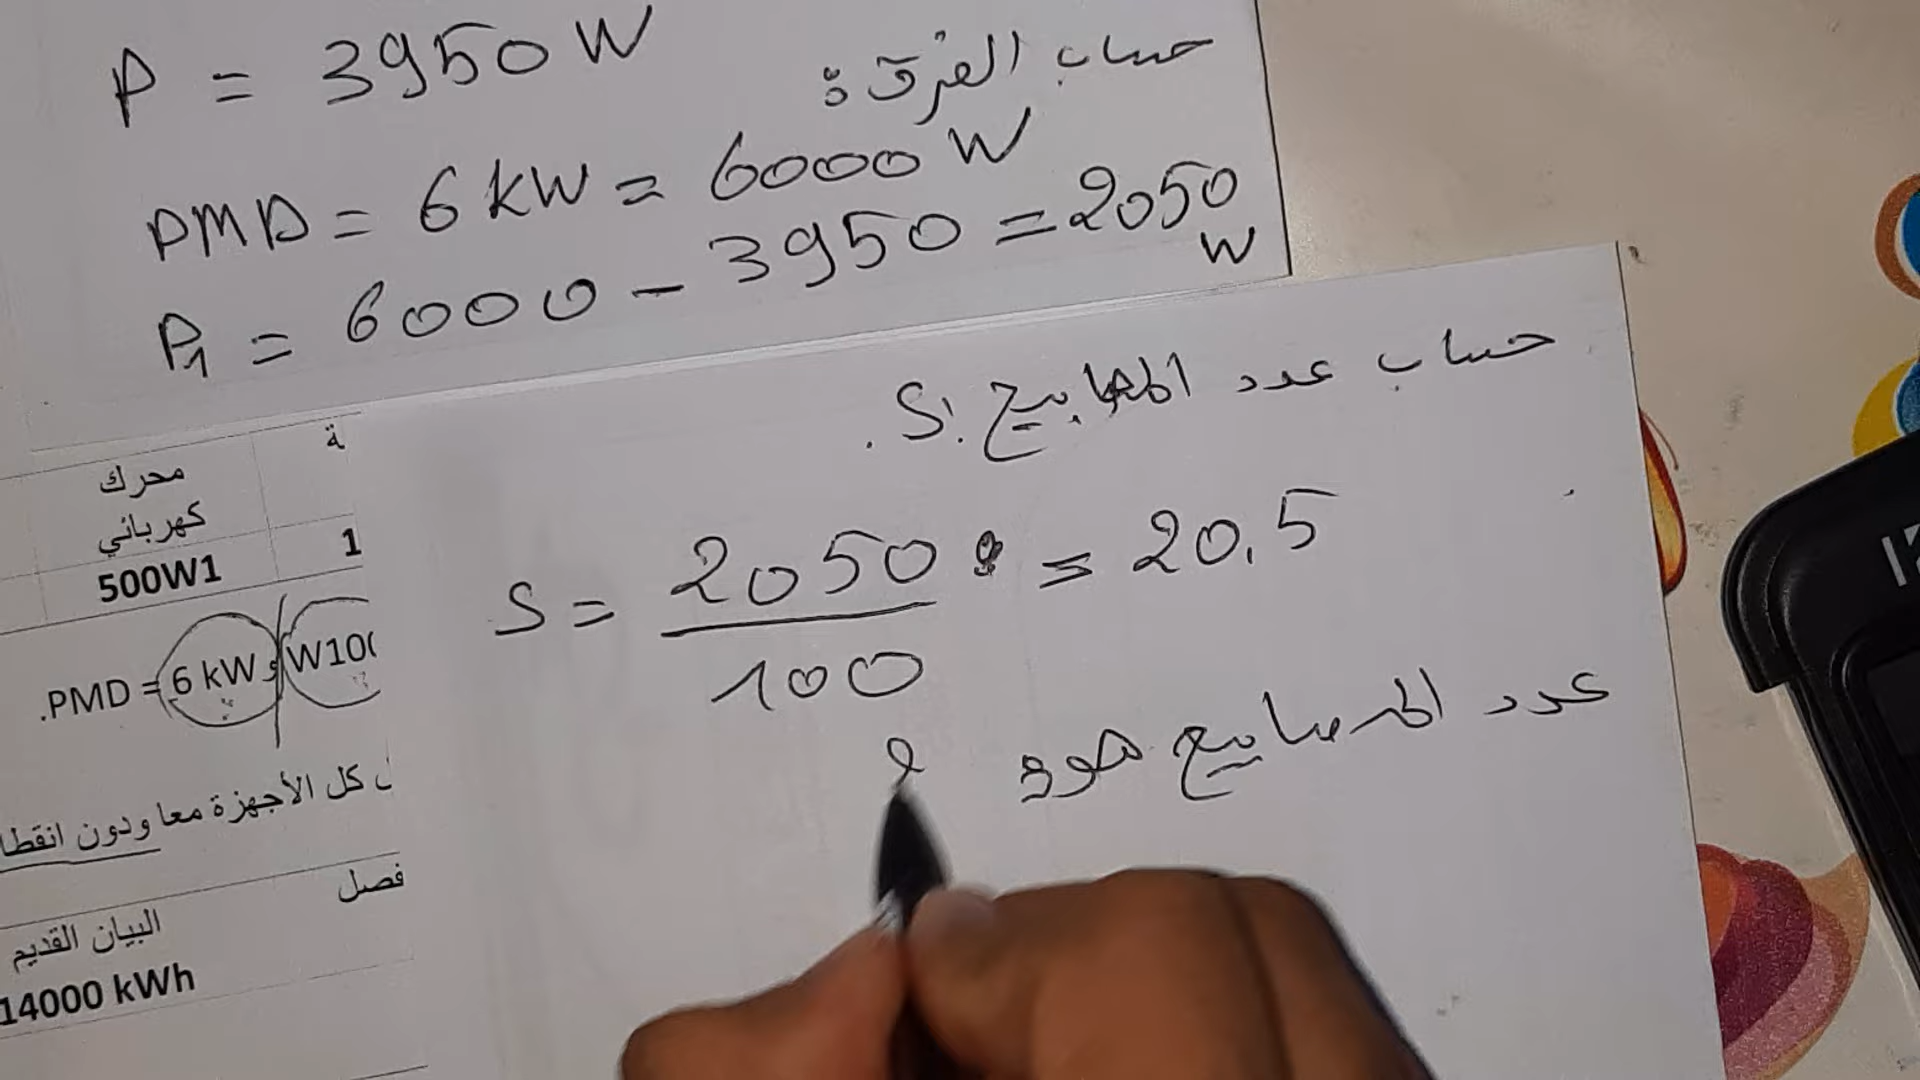 P = 3950 W
حساب الفرق :
PMD = 6 kW = 6000 W
P1 = 6000 - 3950 = 2050 W
حساب عدد المصابيح S.
S = 2050 / 100 = 20,5
عدد المصابيح هو
ة
محرك
كهربائي
1
500W1
.PMD = 6 kW و W100
كل الأجهزة معا ودون انقطا
فصل
البيان القديم
14000 kWh